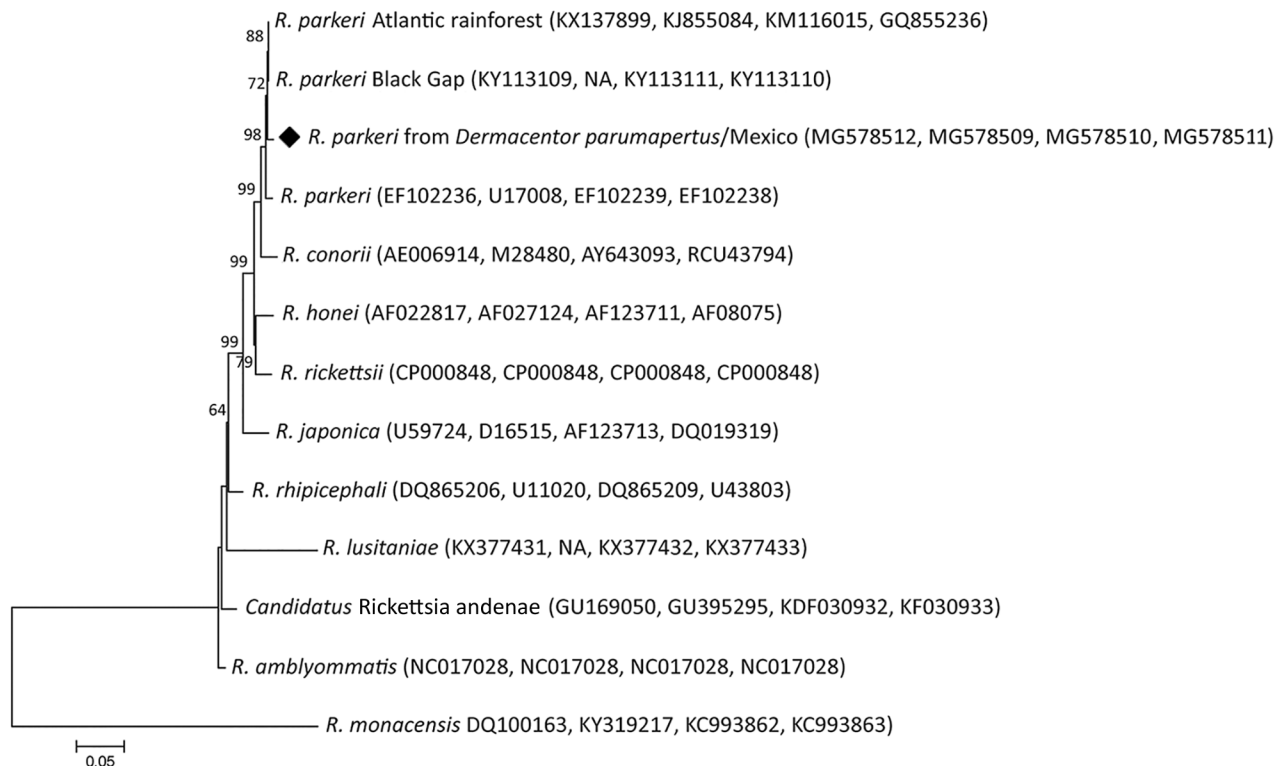 R. parkeri Atlantic rainforest (KX137899, KJ855084, KM116015, GQ855236)
88
72
R. parkeri Black Gap (KY113109, NA, KY113111, KY113110)
98
R. parkeri from Dermacentor parumapertus/Mexico (MG578512, MG578509, MG578510, MG578511)
99
R. parkeri (EF102236, U17008, EF102239, EF102238)
99
R. conorii (AE006914, M28480, AY643093, RCU43794)
R. honei (AF022817, AF027124, AF123711, AF08075)
99
79
R. rickettsii (CP000848, CP000848, CP000848, CP000848)
64
R. japonica (U59724, D16515, AF123713, DQ019319)
R. rhipicephali (DQ865206, U11020, DQ865209, U43803)
R. lusitaniae (KX377431, NA, KX377432, KX377433)
Candidatus Rickettsia andenae (GU169050, GU395295, KDF030932, KF030933)
R. amblyommatis (NC017028, NC017028, NC017028, NC017028)
R. monacensis DQ100163, KY319217, KC993862, KC993863)
0.05